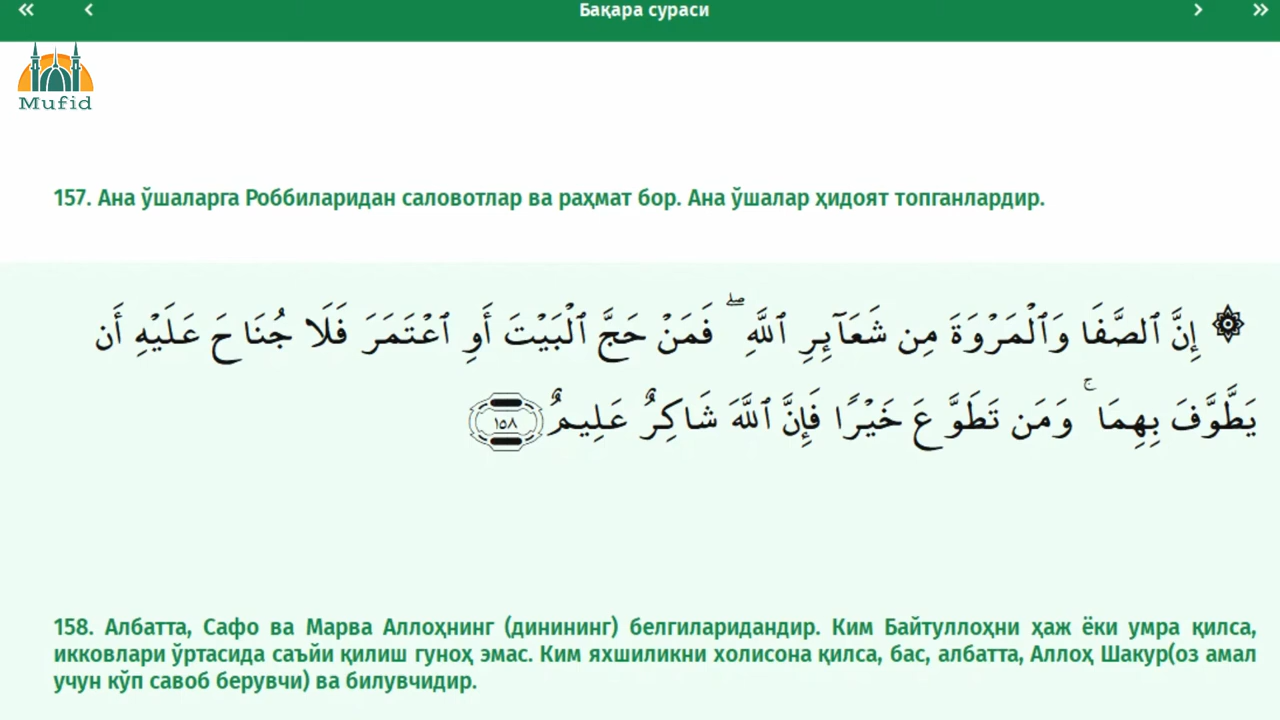 « ‹ Бақара сураси › »
Mufid
157. Ана ўшаларга Роббиларидан саловотлар ва раҳмат бор. Ана ўшалар ҳидоят топганлардир.
۞ إِنَّ ٱلصَّفَا وَٱلْمَرْوَةَ مِن شَعَآئِرِ ٱللَّهِ ۖ فَمَنْ حَجَّ ٱلْبَيْتَ أَوِ ٱعْتَمَرَ فَلَا جُنَاحَ عَلَيْهِ أَن
يَطَّوَّفَ بِهِمَا ۚ وَمَن تَطَوَّعَ خَيْرًا فَإِنَّ ٱللَّهَ شَاكِرٌ عَلِيمٌ ١٥٨
158. Албатта, Сафо ва Марва Аллоҳнинг (динининг) белгиларидандир. Ким Байтуллоҳни ҳаж ёки умра қилса,
икковлари ўртасида саъйи қилиш гуноҳ эмас. Ким яхшиликни холисона қилса, бас, албатта, Аллоҳ Шакур(оз амал
учун кўп савоб берувчи) ва билувчидир.